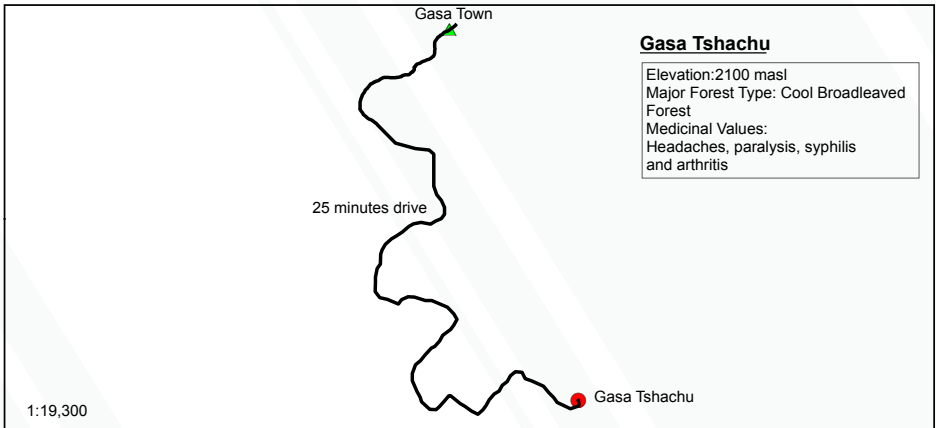 Gasa Town
Gasa Tshachu
Elevation:2100 masl
Major Forest Type: Cool Broadleaved
Forest
Medicinal Values:
Headaches, paralysis, syphilis
and arthritis
25 minutes drive
Gasa Tshachu
1:19,300